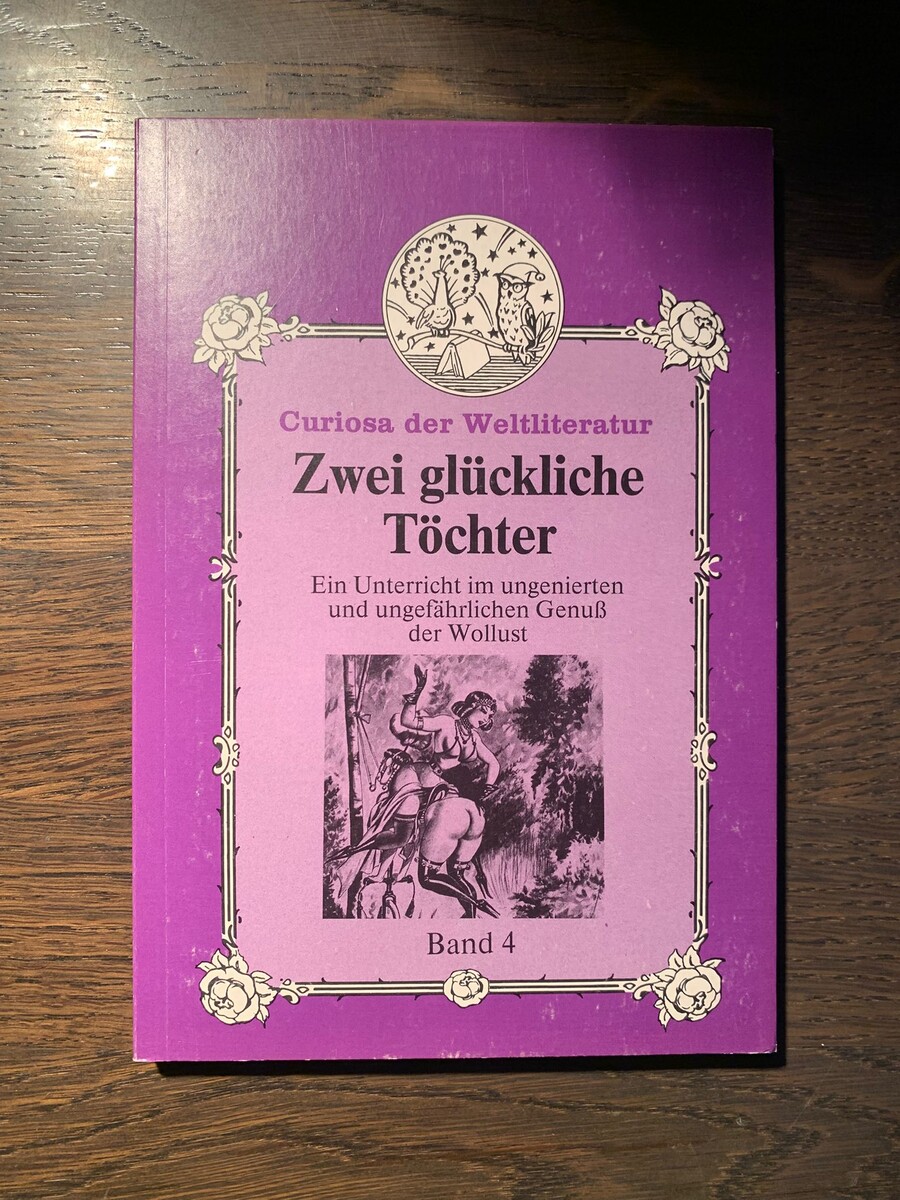 Curiosa der Weltliteratur
Zwei glückliche
Töchter
Ein Unterricht im ungenierten
und ungefährlichen Genuß
der Wollust
Band 4